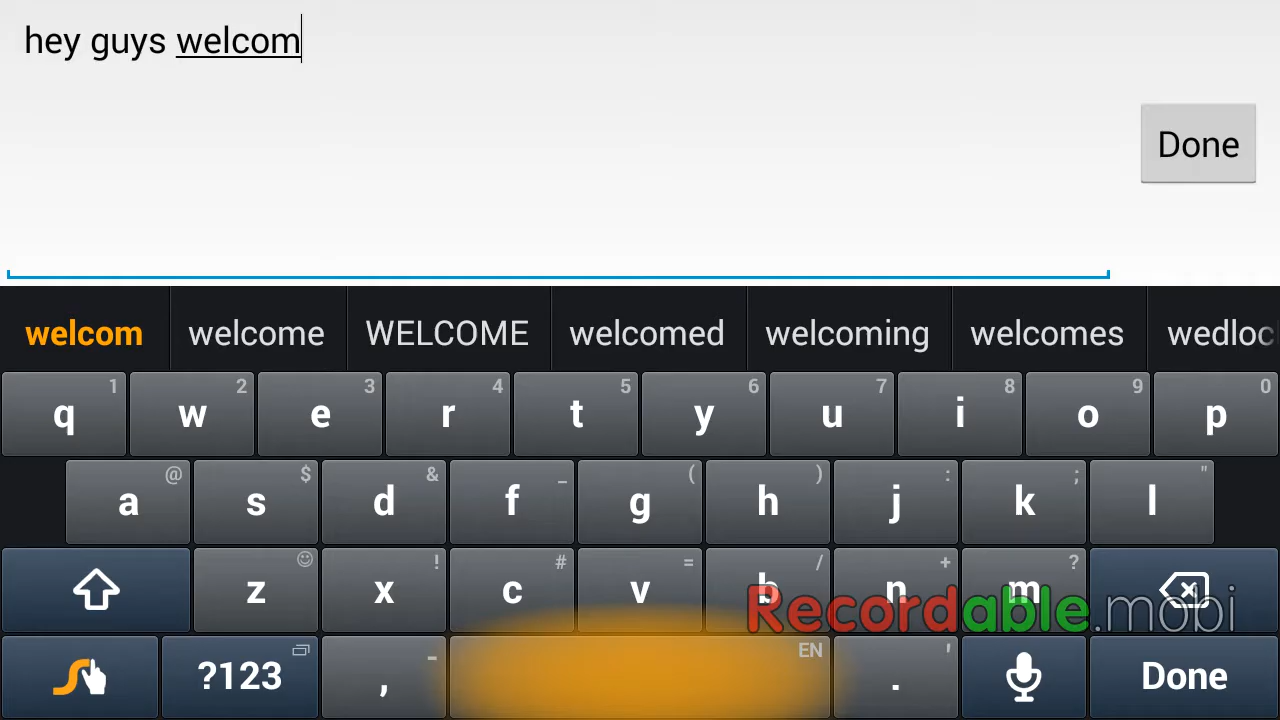 hey guys welcom
Done
welcom welcome WELCOME welcomed welcoming welcomes wedloc
1 2 3 4 5 6 7 8 9 0
q w e r t y u i o p
@ $ & _ ( ) : ; "
a s d f g h j k l
! # = / + ?
z x c v b n m
Recordable.mobi
EN '
?123 , . Done